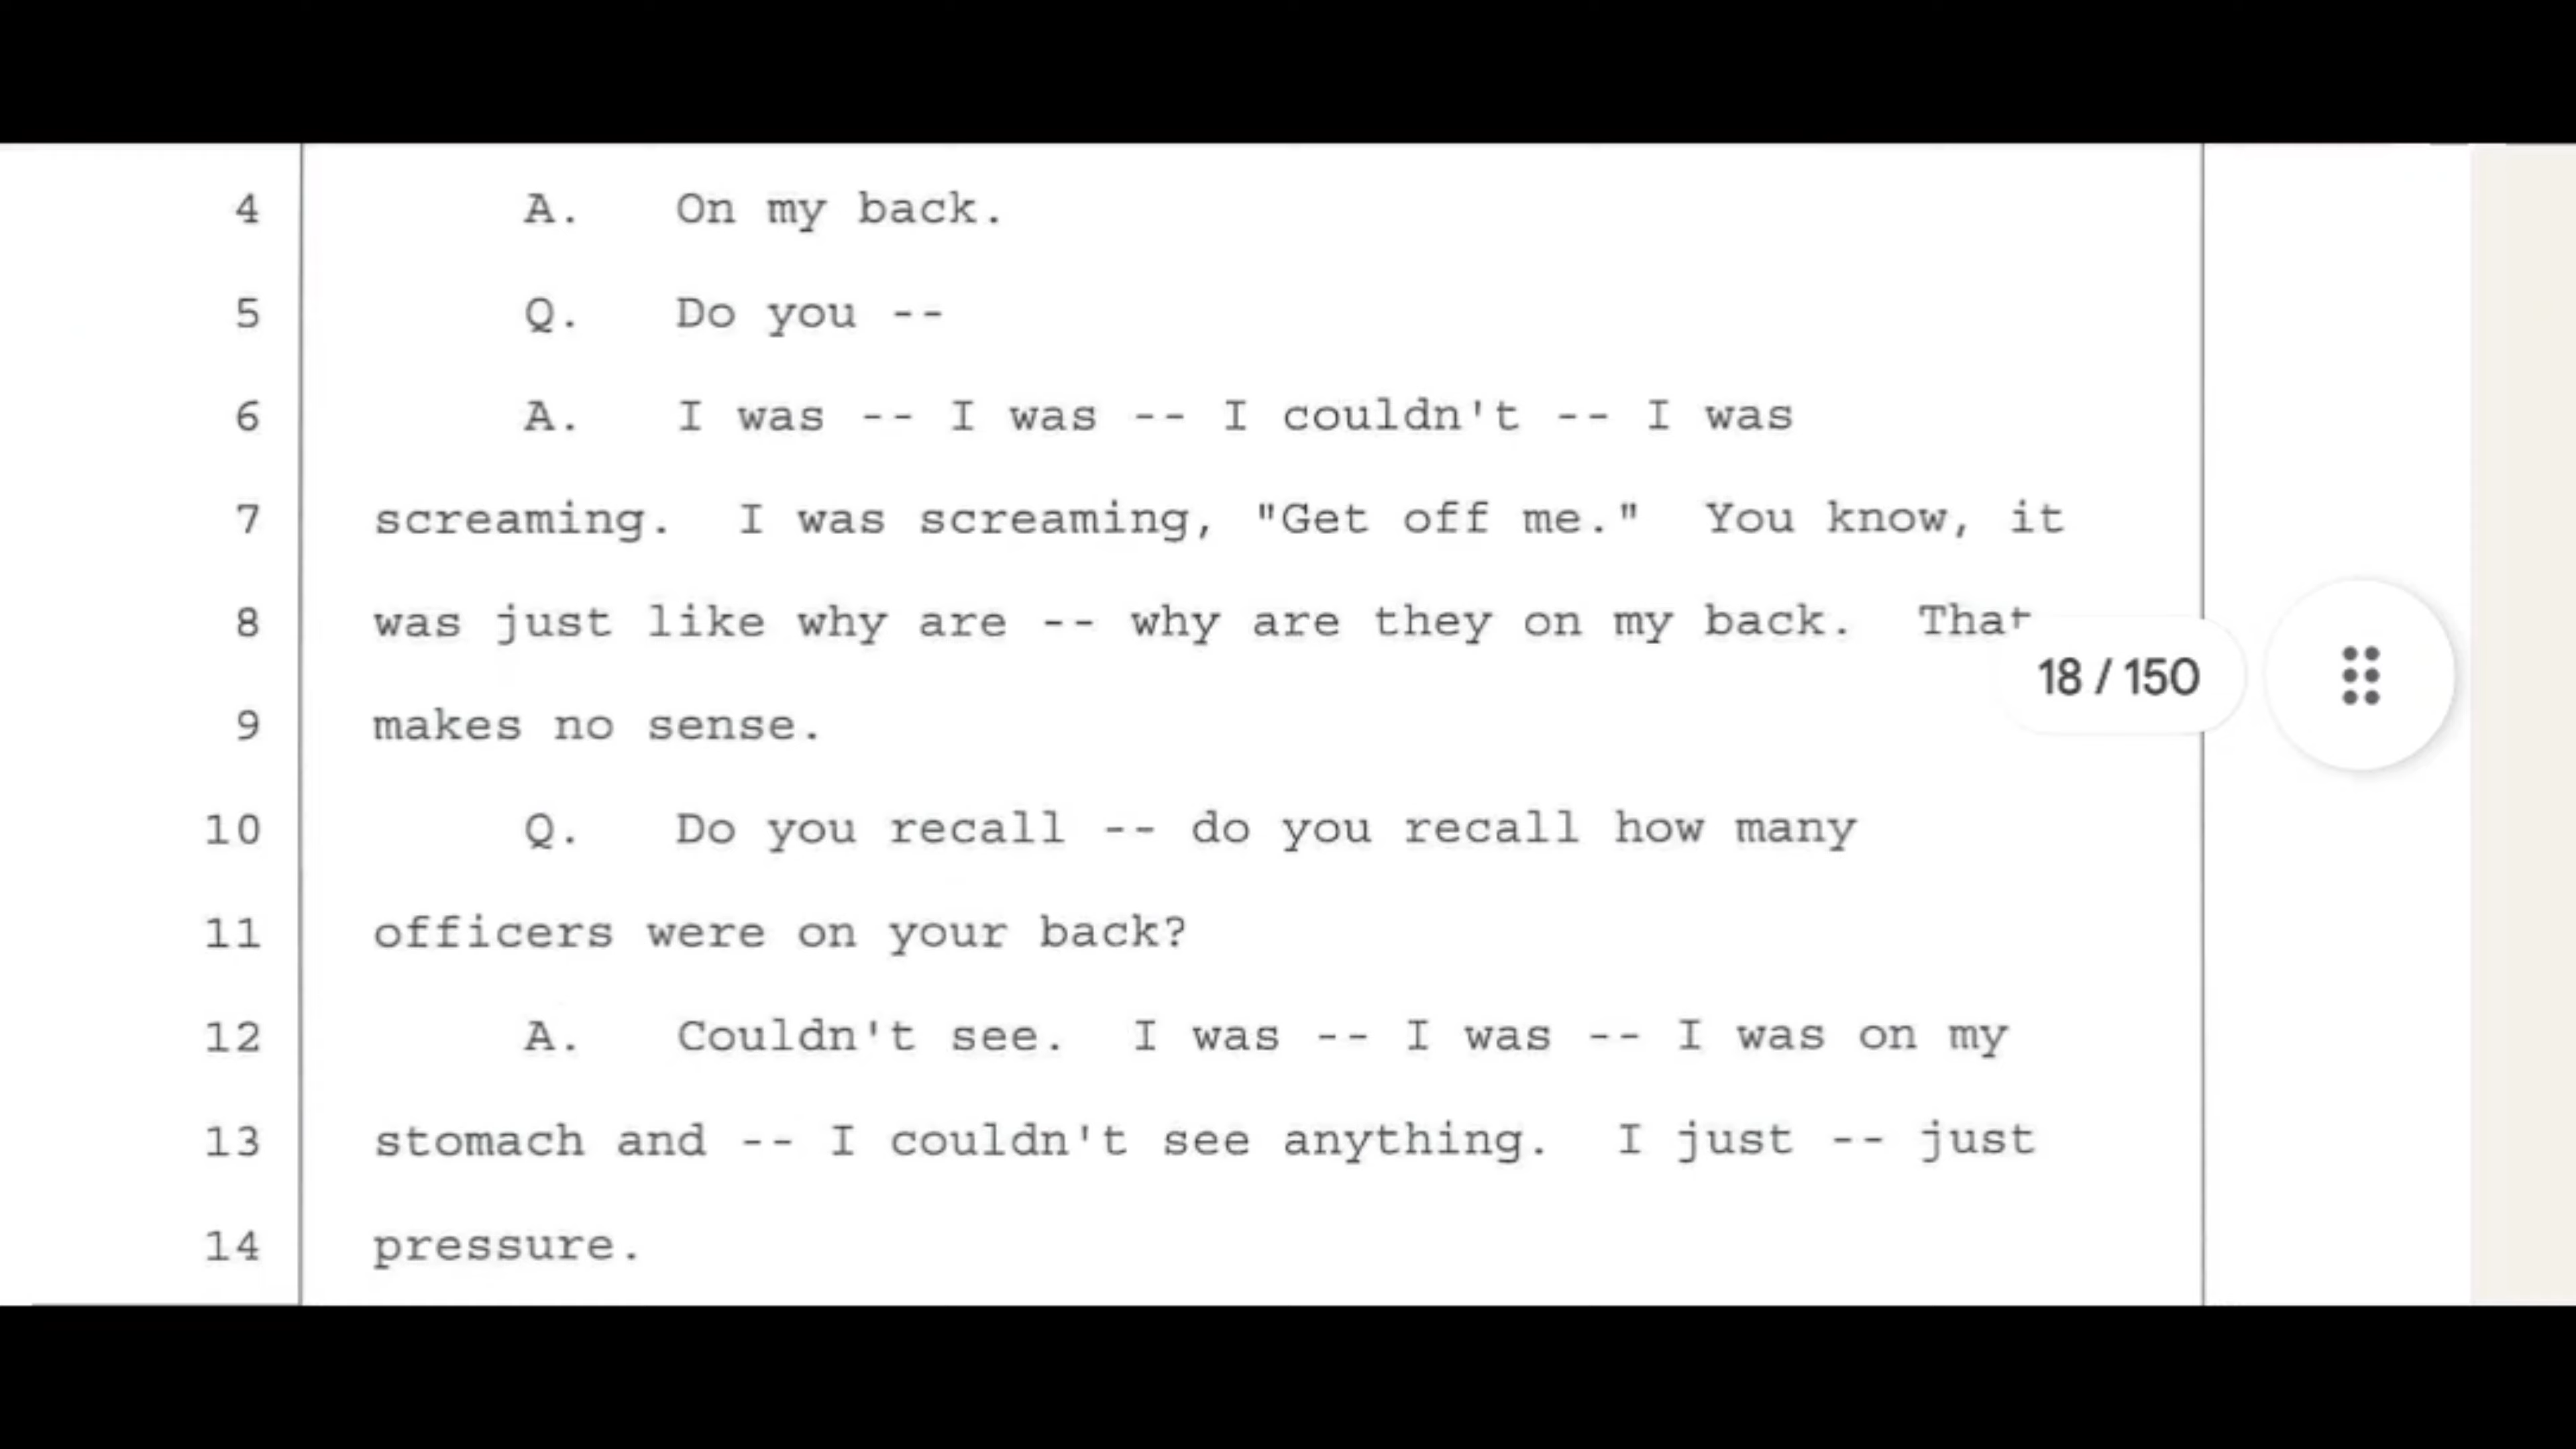 4 A. On my back.
5 Q. Do you --
6 A. I was -- I was -- I couldn't -- I was
7 screaming. I was screaming, "Get off me." You know, it
8 was just like why are -- why are they on my back. That
18 / 150
9 makes no sense.
10 Q. Do you recall -- do you recall how many
11 officers were on your back?
12 A. Couldn't see. I was -- I was -- I was on my
13 stomach and -- I couldn't see anything. I just -- just
14 pressure.